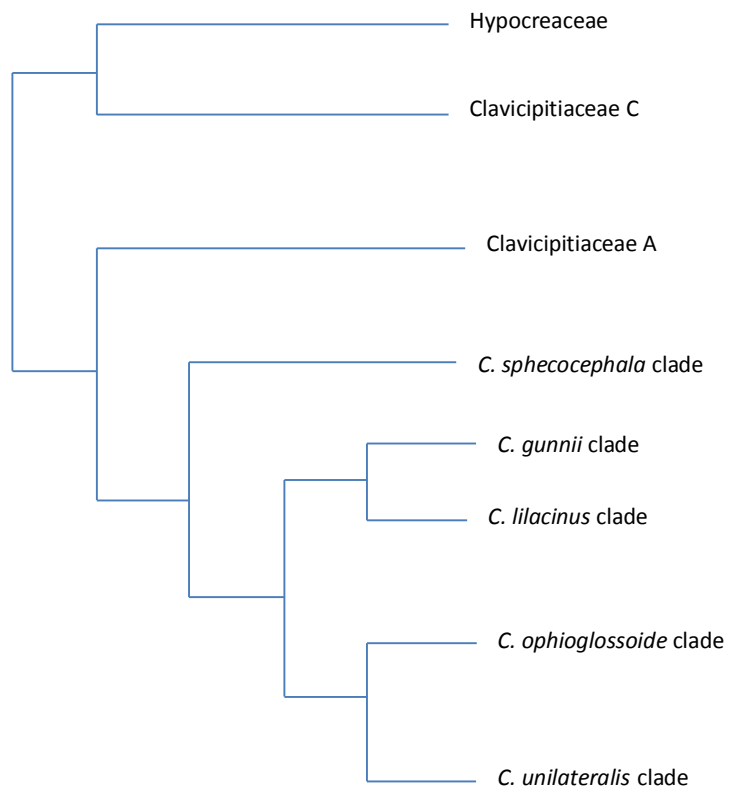 Hypocreaceae
Clavicipitiaceae C
Clavicipitiaceae A
C. sphecocephala clade
C. gunnii clade
C. lilacinus clade
C. ophioglossoide clade
C. unilateralis clade